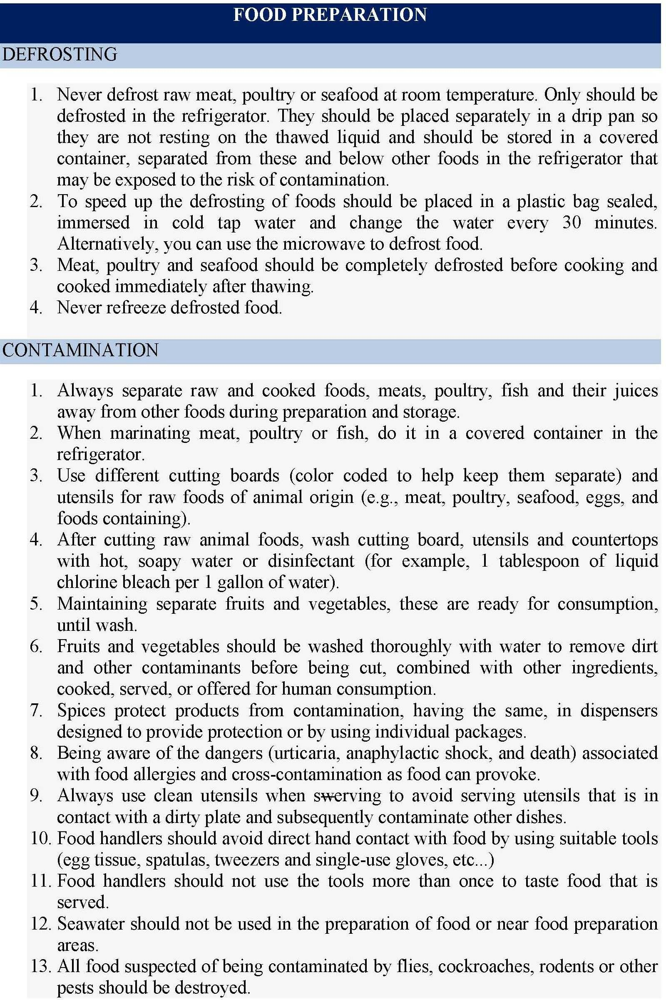 FOOD PREPARATION
DEFROSTING
1. Never defrost raw meat, poultry or seafood at room temperature. Only should be
defrosted in the refrigerator. They should be placed separately in a drip pan so
they are not resting on the thawed liquid and should be stored in a covered
container, separated from these and below other foods in the refrigerator that
may be exposed to the risk of contamination.
2. To speed up the defrosting of foods should be placed in a plastic bag sealed,
immersed in cold tap water and change the water every 30 minutes.
Alternatively, you can use the microwave to defrost food.
3. Meat, poultry and seafood should be completely defrosted before cooking and
cooked immediately after thawing.
4. Never refreeze defrosted food.
CONTAMINATION
1. Always separate raw and cooked foods, meats, poultry, fish and their juices
away from other foods during preparation and storage.
2. When marinating meat, poultry or fish, do it in a covered container in the
refrigerator.
3. Use different cutting boards (color coded to help keep them separate) and
utensils for raw foods of animal origin (e.g., meat, poultry, seafood, eggs, and
foods containing).
4. After cutting raw animal foods, wash cutting board, utensils and countertops
with hot, soapy water or disinfectant (for example, 1 tablespoon of liquid
chlorine bleach per 1 gallon of water).
5. Maintaining separate fruits and vegetables, these are ready for consumption,
until wash.
6. Fruits and vegetables should be washed thoroughly with water to remove dirt
and other contaminants before being cut, combined with other ingredients,
cooked, served, or offered for human consumption.
7. Spices protect products from contamination, having the same, in dispensers
designed to provide protection or by using individual packages.
8. Being aware of the dangers (urticaria, anaphylactic shock, and death) associated
with food allergies and cross-contamination as food can provoke.
9. Always use clean utensils when swerving to avoid serving utensils that is in
contact with a dirty plate and subsequently contaminate other dishes.
10. Food handlers should avoid direct hand contact with food by using suitable tools
(egg tissue, spatulas, tweezers and single-use gloves, etc...)
11. Food handlers should not use the tools more than once to taste food that is
served.
12. Seawater should not be used in the preparation of food or near food preparation
areas.
13. All food suspected of being contaminated by flies, cockroaches, rodents or other
pests should be destroyed.